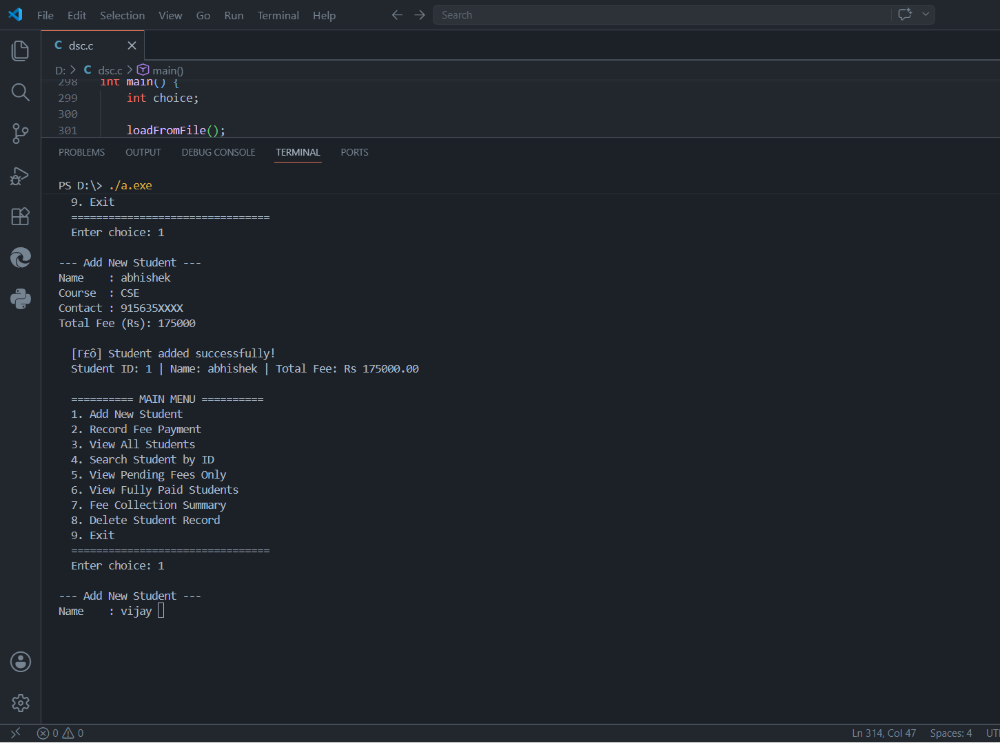 File Edit Selection View Go Run Terminal Help
Search
dsc.c
D: > C dsc.c > main()
298 int main() {
299 int choice;
300
301 loadFromFile();
PROBLEMS OUTPUT DEBUG CONSOLE TERMINAL PORTS
PS D:\> ./a.exe
9. Exit
================================
Enter choice: 1
--- Add New Student ---
Name    : abhishek
Course  : CSE
Contact : 915635XXXX
Total Fee (Rs): 175000
[Γ£ô] Student added successfully!
Student ID: 1 | Name: abhishek | Total Fee: Rs 175000.00
========== MAIN MENU ==========
1. Add New Student
2. Record Fee Payment
3. View All Students
4. Search Student by ID
5. View Pending Fees Only
6. View Fully Paid Students
7. Fee Collection Summary
8. Delete Student Record
9. Exit
================================
Enter choice: 1
--- Add New Student ---
Name    : vijay
0 0 Ln 314, Col 47 Spaces: 4